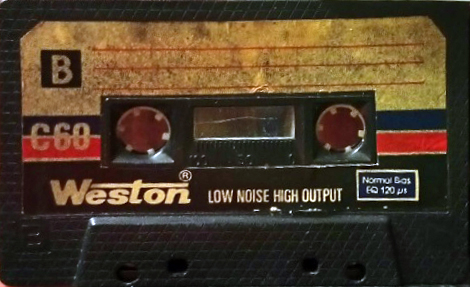 B
C60
Weston®
LOW NOISE HIGH OUTPUT
Normal Bias
EQ 120 µs